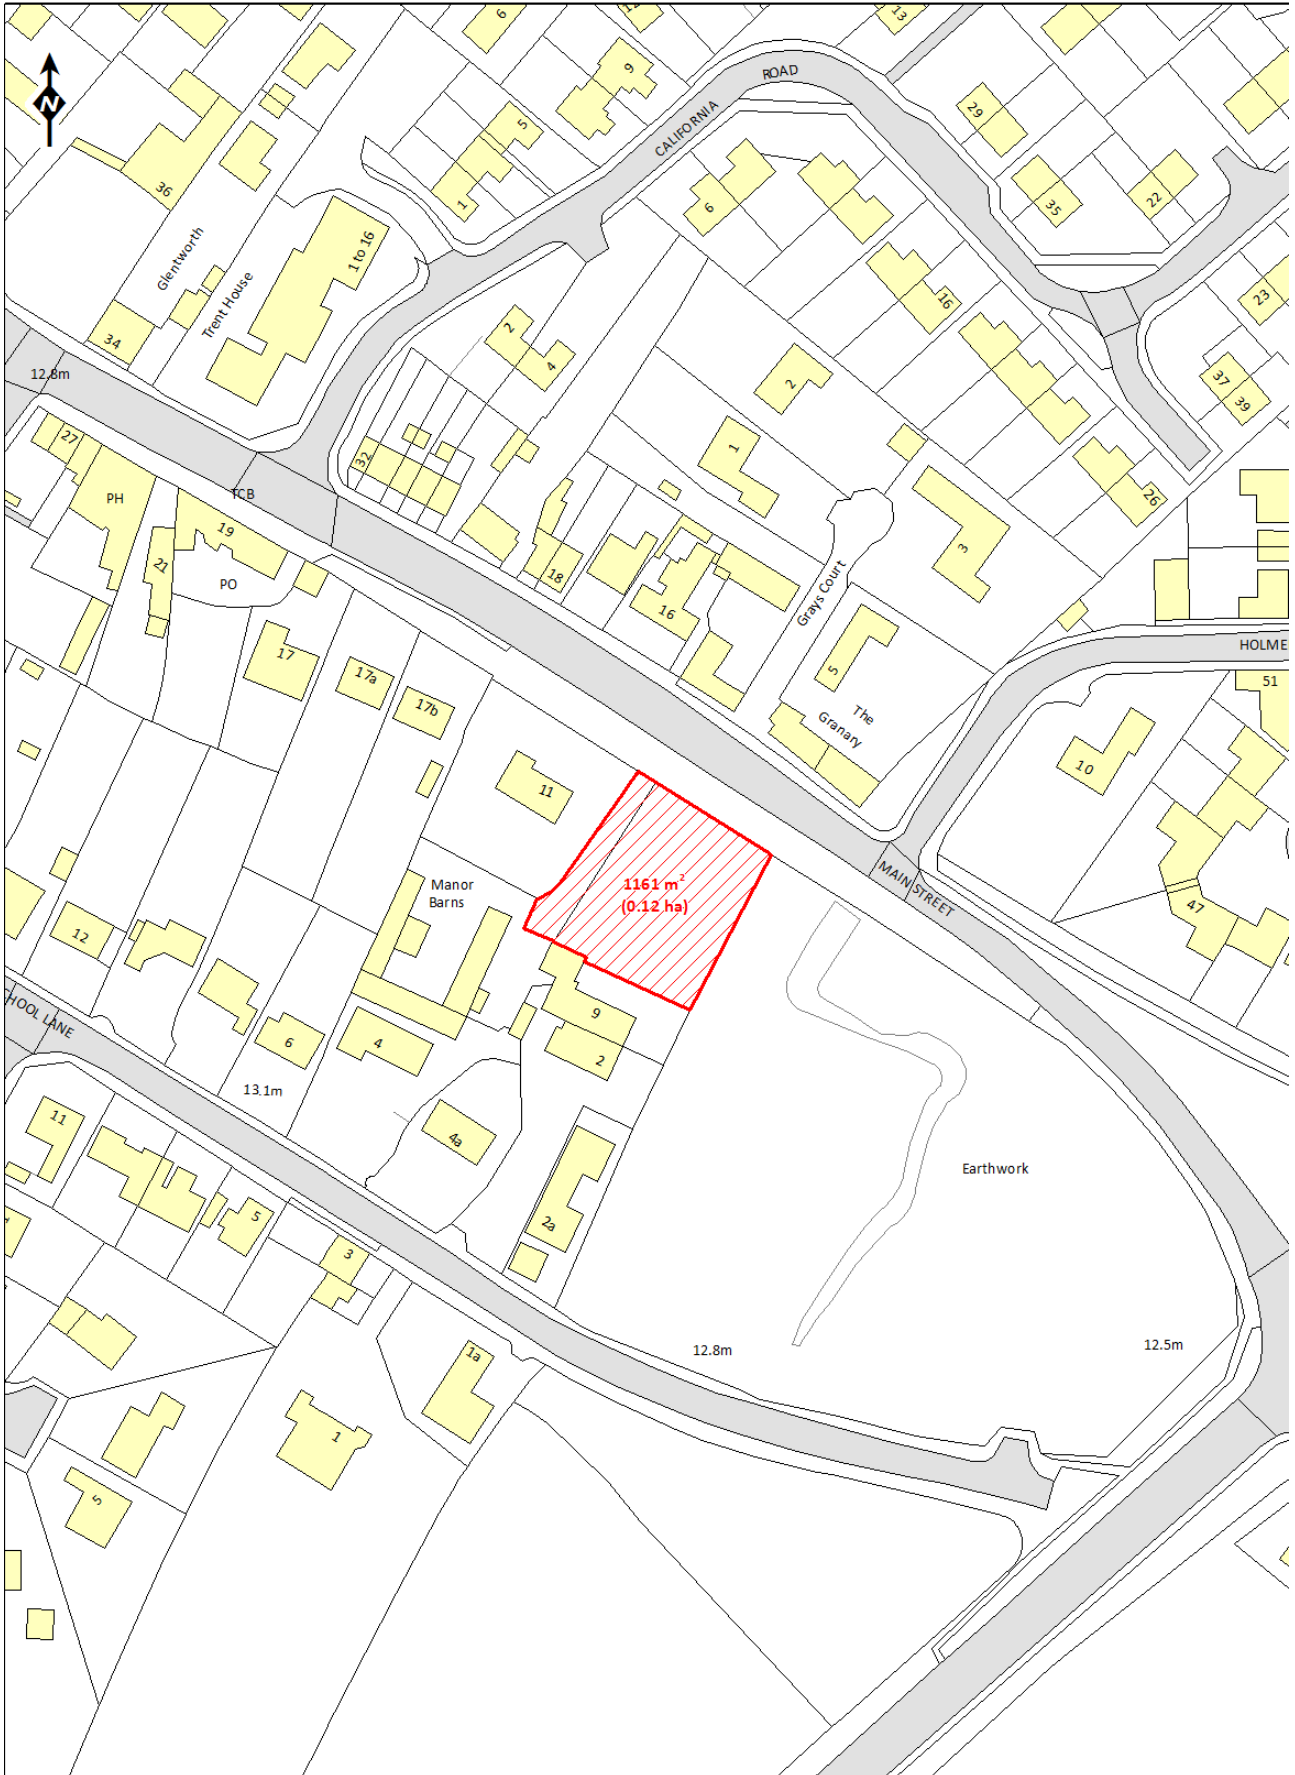 6
12
13
ROAD
CALIFORNIA
9
5
1
29
35
22
36
N
6
Glentworth
Trent House
1 to 16
16
23
34
2
4
12.8m
2
37
39
27
32
1
26
PH
TCB
19
21
PO
18
16
3
Grays Court
5
HOLME
51
17
17a
17b
The
Granary
10
11
1161 m²
(0.12 ha)
MAIN STREET
47
Manor
Barns
12
9
2
CHOOL LANE
6
4
13.1m
4a
11
Earthwork
2a
5
3
12.8m
12.5m
1a
1
5